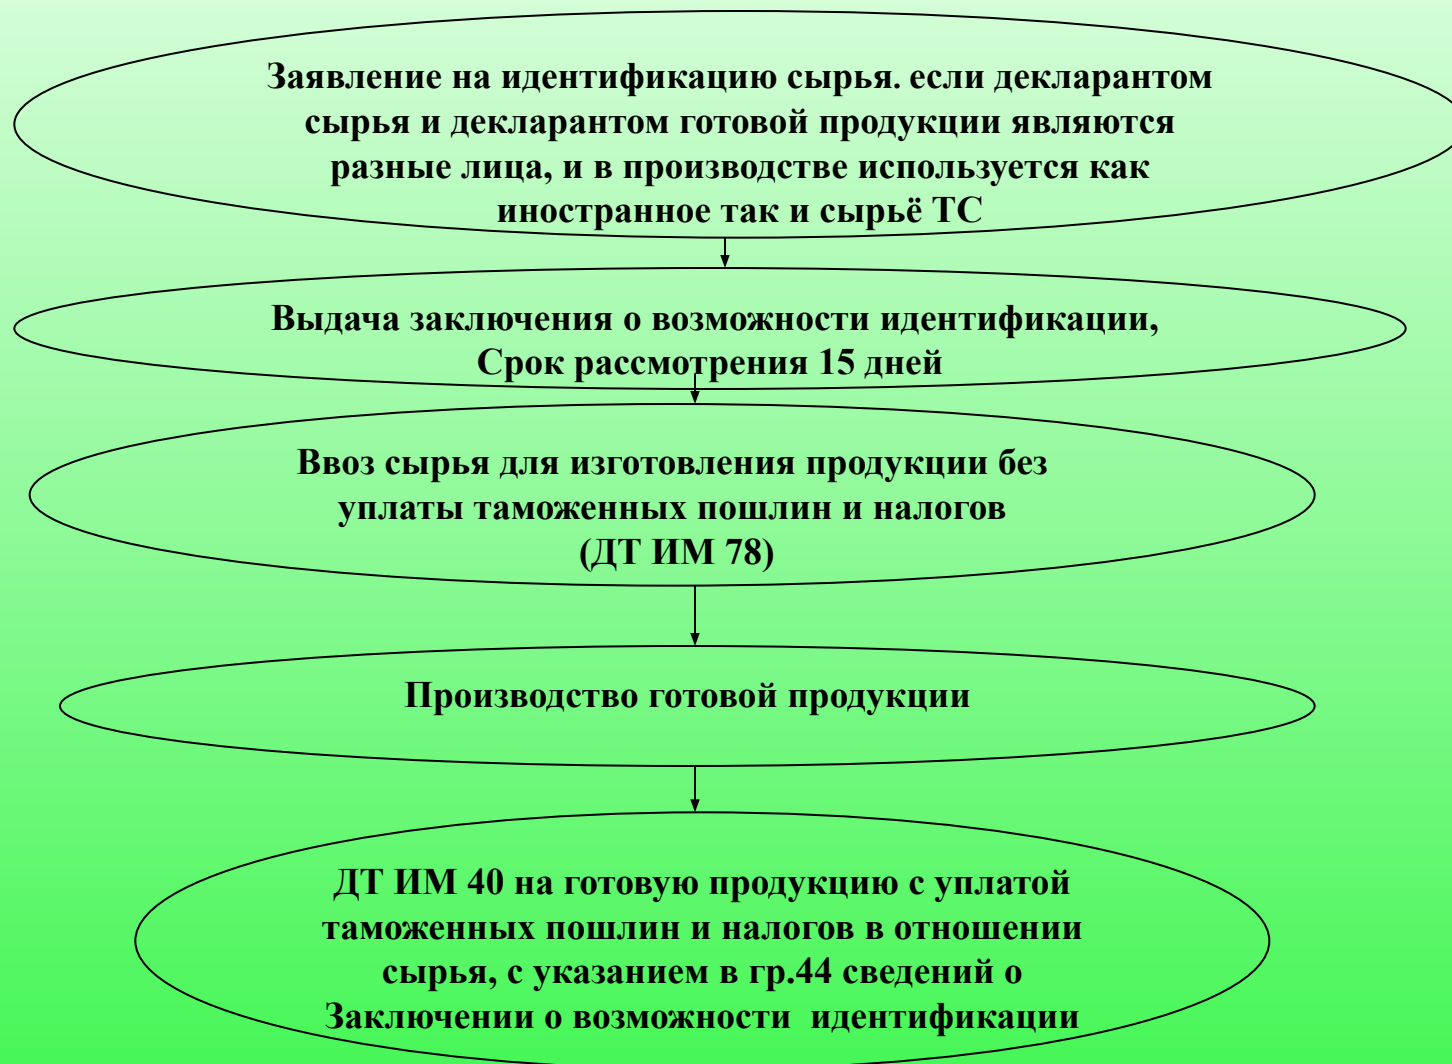 Заявление на идентификацию сырья. если декларантом
сырья и декларантом готовой продукции являются
разные лица, и в производстве используется как
иностранное так и сырьё ТС
Выдача заключения о возможности идентификации,
Срок рассмотрения 15 дней
Ввоз сырья для изготовления продукции без
уплаты таможенных пошлин и налогов
(ДТ ИМ 78)
Производство готовой продукции
ДТ ИМ 40 на готовую продукцию с уплатой
таможенных пошлин и налогов в отношении
сырья, с указанием в гр.44 сведений о
Заключении о возможности идентификации